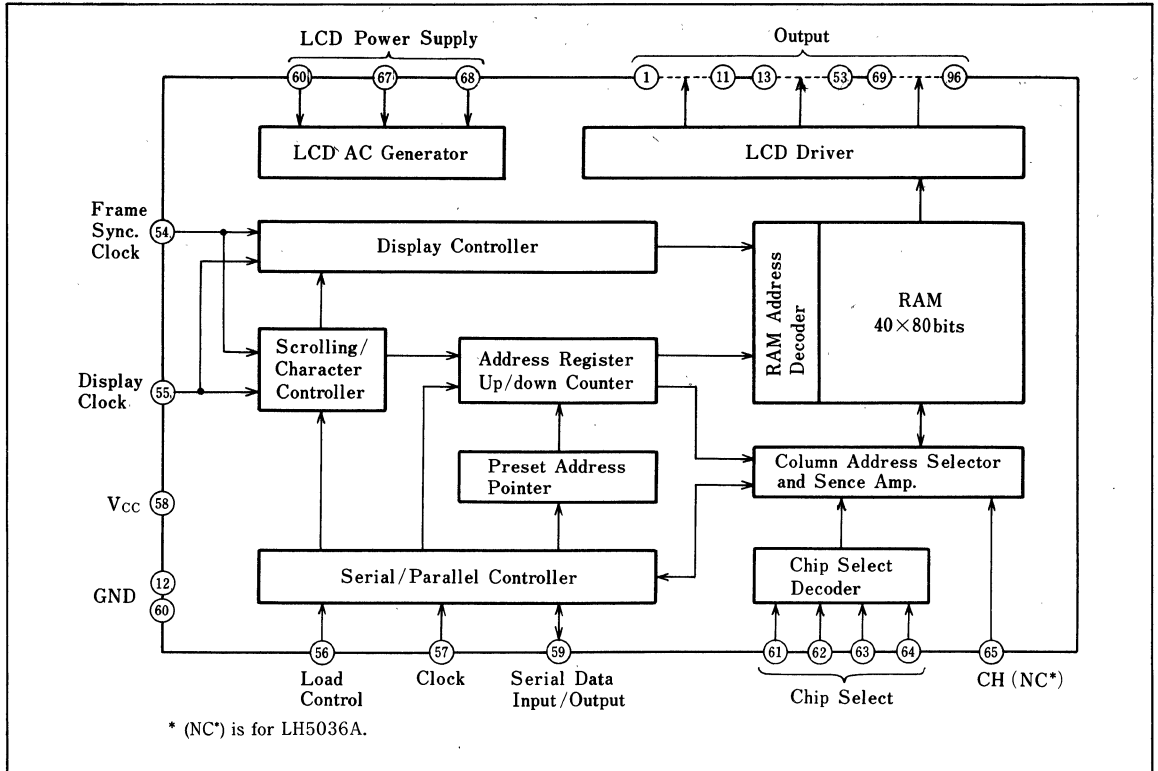 LCD Power Supply
Output
60 67 68
1 11 13 53 69 96
LCD AC Generator
LCD Driver
Frame
Sync.
Clock
54
Display Controller
RAM Address
Decoder
RAM
40×80bits
Scrolling/
Character
Controller
Address Register
Up/down Counter
Display
Clock
55
Preset Address
Pointer
Column Address Selector
and Sence Amp.
VCC 58
Serial/Parallel Controller
Chip Select
Decoder
GND
12
60
56 57 59 61 62 63 64 65
Load
Control
Clock
Serial Data
Input/Output
Chip Select
CH (NC*)
* (NC*) is for LH5036A.